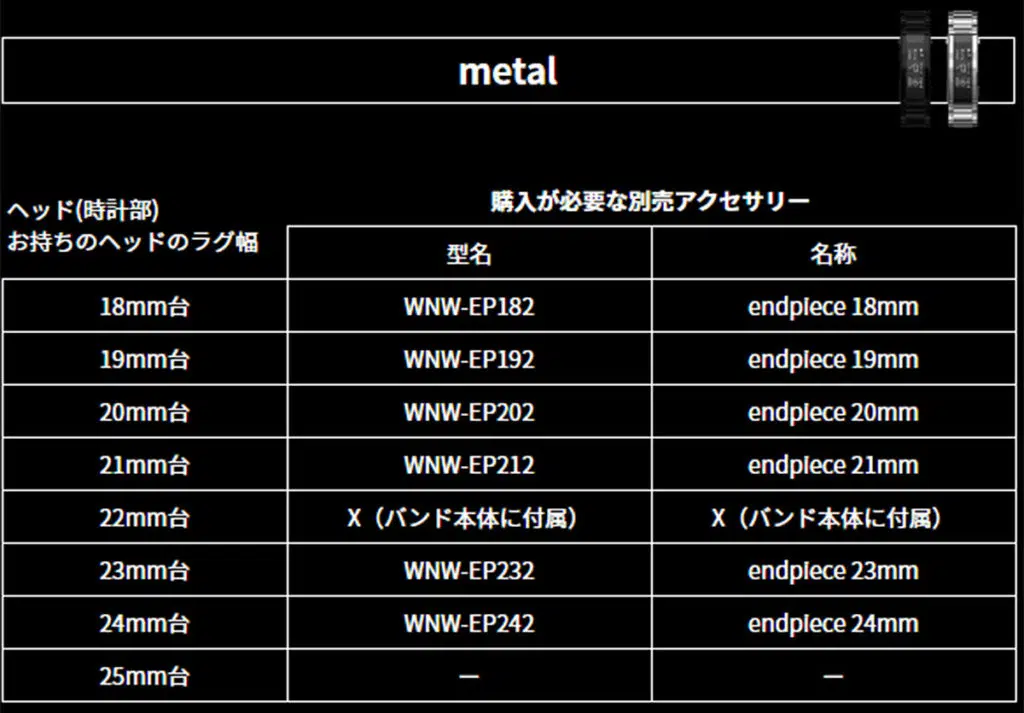 metal
ヘッド(時計部)
お持ちのヘッドのラグ幅
購入が必要な別売アクセサリー
型名 名称
18mm台 WNW-EP182 endpiece 18mm
19mm台 WNW-EP192 endpiece 19mm
20mm台 WNW-EP202 endpiece 20mm
21mm台 WNW-EP212 endpiece 21mm
22mm台 X（バンド本体に付属） X（バンド本体に付属）
23mm台 WNW-EP232 endpiece 23mm
24mm台 WNW-EP242 endpiece 24mm
25mm台 — —